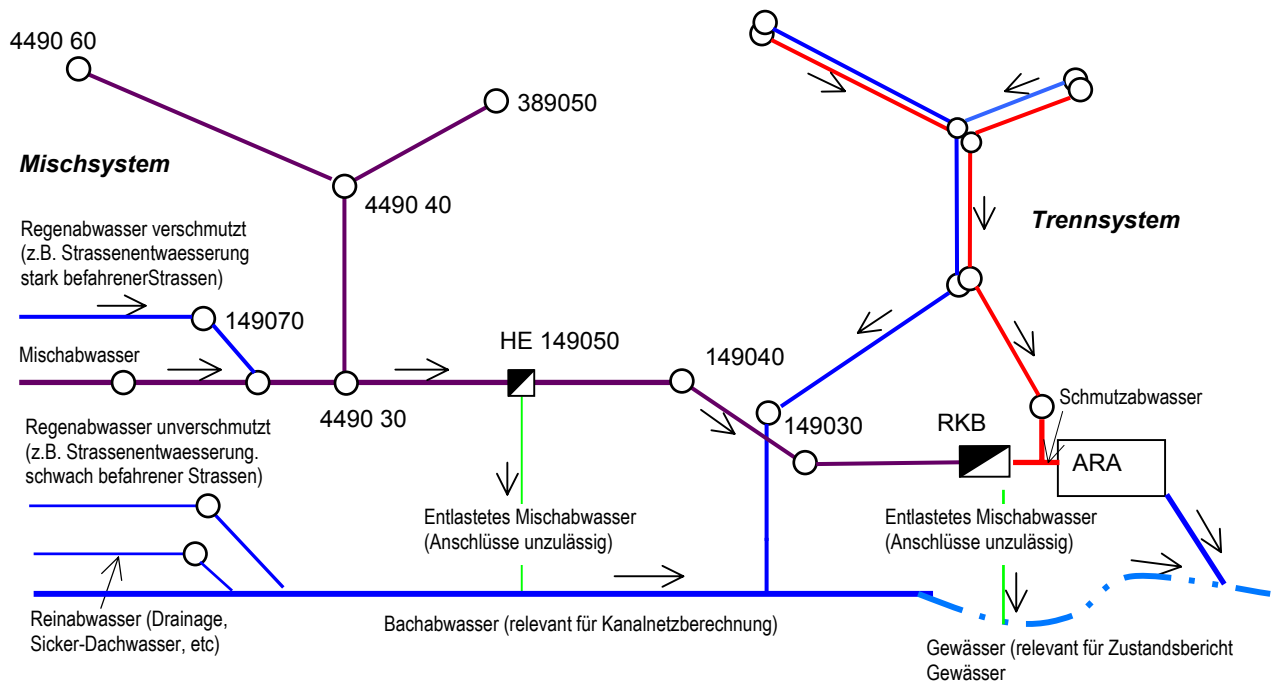 4490 60
389050
Mischsystem
4490 40
Trennsystem
Regenabwasser verschmutzt
(z.B. Strassenentwaesserung
stark befahrenerStrassen)
149070
HE 149050
149040
Mischabwasser
4490 30
Schmutzabwasser
149030
RKB
ARA
Regenabwasser unverschmutzt
(z.B. Strassenentwaesserung.
schwach befahrener Strassen)
Entlastetes Mischabwasser
(Anschlüsse unzulässig)
Entlastetes Mischabwasser
(Anschlüsse unzulässig)
Reinabwasser (Drainage,
Sicker-Dachwasser, etc)
Bachabwasser (relevant für Kanalnetzberechnung)
Gewässer (relevant für Zustandsbericht
Gewässer